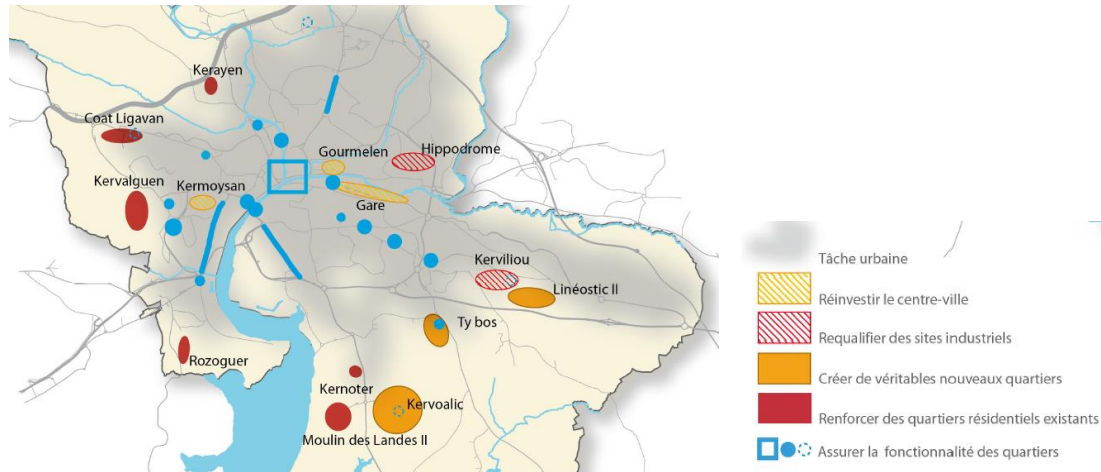 Kerayen
Coat Ligavan
Gourmelen
Hippodrome
Kervalguen
Kermoysan
Gare
Kerviliou
Linéostic II
Ty bos
Rozoguer
Kernoter
Kervoalic
Moulin des Landes II
Tâche urbaine
Réinvestir le centre-ville
Requalifier des sites industriels
Créer de véritables nouveaux quartiers
Renforcer des quartiers résidentiels existants
Assurer la fonctionnalité des quartiers